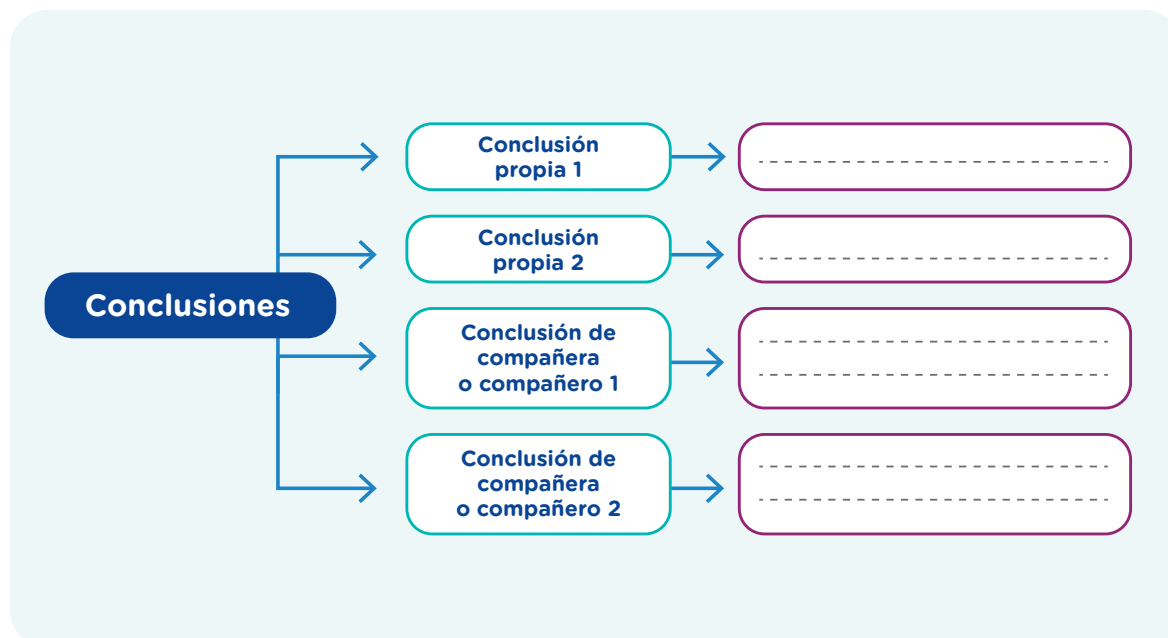 Conclusiones
Conclusión
propia 1
Conclusión
propia 2
Conclusión de
compañera
o compañero 1
Conclusión de
compañera
o compañero 2